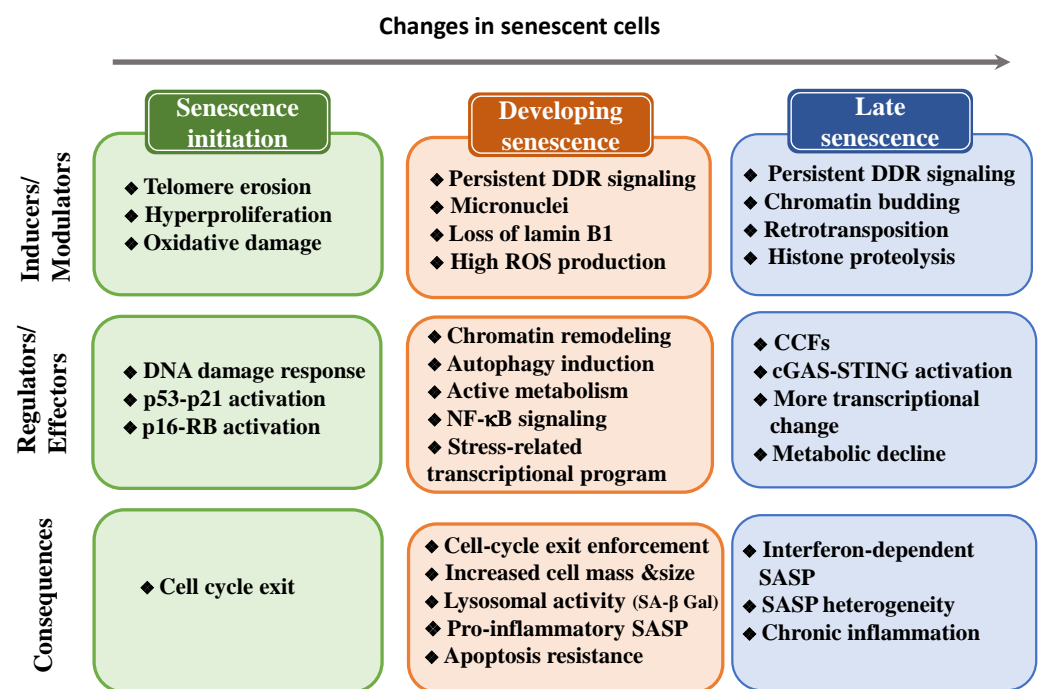 Changes in senescent cells
Senescence
initiation
Developing
senescence
Late
senescence
Inducers/
Modulators
❖ Telomere erosion
❖ Hyperproliferation
❖ Oxidative damage
❖ Persistent DDR signaling
❖ Micronuclei
❖ Loss of lamin B1
❖ High ROS production
❖ Persistent DDR signaling
❖ Chromatin budding
❖ Retrotransposition
❖ Histone proteolysis
Regulators/
Effectors
❖ DNA damage response
❖ p53-p21 activation
❖ p16-RB activation
❖ Chromatin remodeling
❖ Autophagy induction
❖ Active metabolism
❖ NF-κB signaling
❖ Stress-related
transcriptional program
❖ CCFs
❖ cGAS-STING activation
❖ More transcriptional
change
❖ Metabolic decline
Consequences
❖ Cell cycle exit
❖ Cell-cycle exit enforcement
❖ Increased cell mass &size
❖ Lysosomal activity (SA-β Gal)
❖ Pro-inflammatory SASP
❖ Apoptosis resistance
❖ Interferon-dependent
SASP
❖ SASP heterogeneity
❖ Chronic inflammation